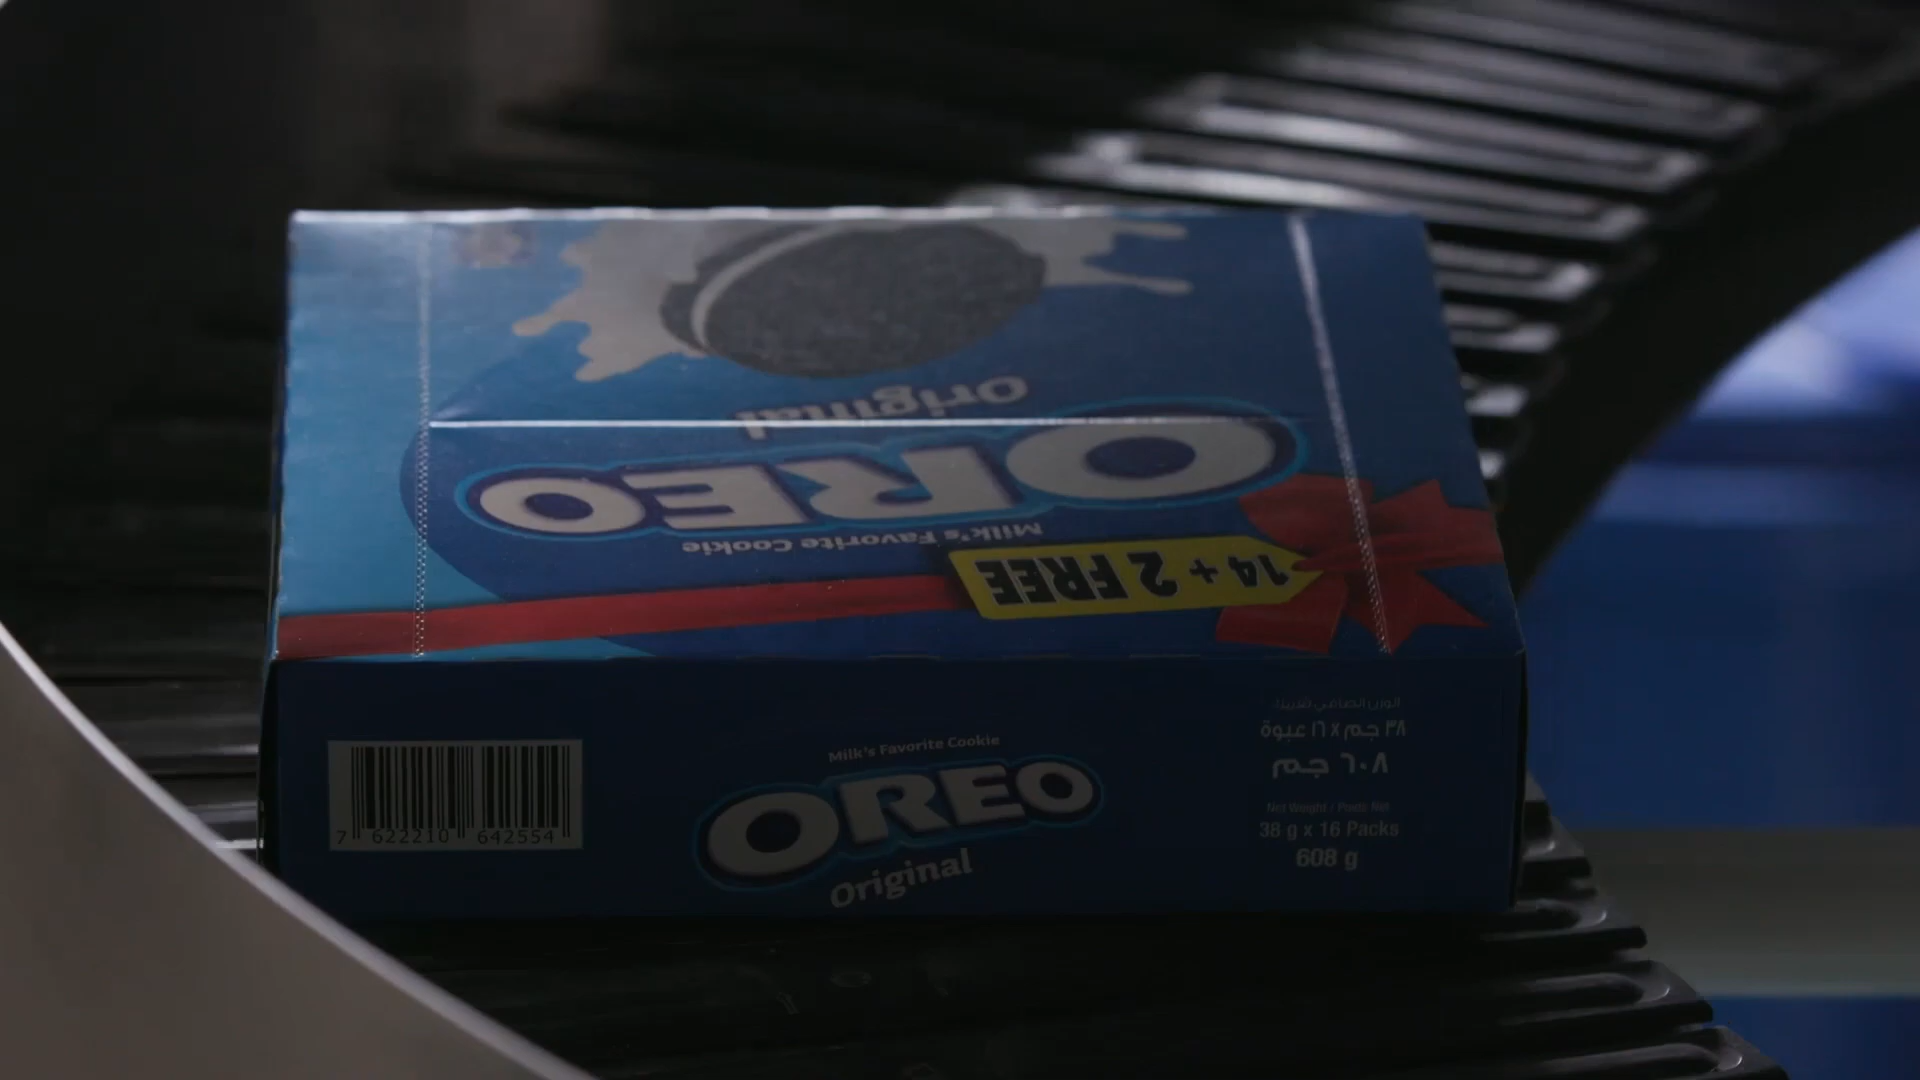 Original
OREO
Milk's Favorite Cookie
14 + 2 FREE
7 622210 642554
Milk's Favorite Cookie
OREO
Original
الوزن الصافي تقريبًا:
٣٨ جم x ١٦ عبوة
٦٠٨ جم
Net Weight / Poids Net
38 g x 16 Packs
608 g